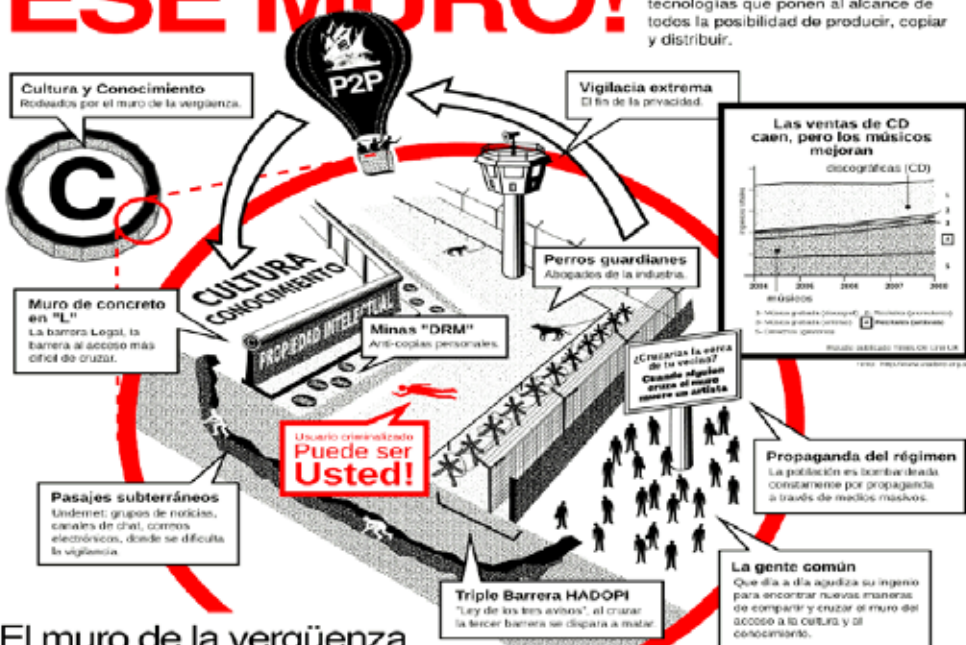 ESE MURO!
tecnologías que ponen al alcance de
todos la posibilidad de producir, copiar
y distribuir.
P2P
Cultura y Conocimiento
Rodeados por el muro de la vergüenza.
C
Vigilacia extrema
El fin de la privacidad.
Las ventas de CD
caen, pero los músicos
mejoran
discográficas (CD)
2004 2005 2006 2007 2008
músicos
CULTURA
CONOCIMIENTO
PROPIEDAD INTELECTUAL
Perros guardianes
Abogados de la industria.
Muro de concreto
en "L"
La barrera Legal, la
barrera al acceso más
difícil de cruzar.
Minas "DRM"
Anti-copias personales.
¿Cruzarías la cerca
de tu vecino?
Cuando alguien
cruza el muro
muere un artista
Usuario criminalizado
Puede ser
Usted!
Propaganda del régimen
La población es bombardeada
constamente por propaganda
a través de medios masivos.
Pasajes subterráneos
Undernet: grupos de noticias,
canales de chat, correos
electrónicos, donde se dificulta
la vigilancia.
La gente común
Que día a día agudiza su ingenio
para encontrar nuevas maneras
de compartir y cruzar el muro del
acceso a la cultura y al
conocimiento.
Triple Barrera HADOPI
"Ley de los tres avisos", al cruzar
la tercer barrera se dispara a matar.
El muro de la vergüenza